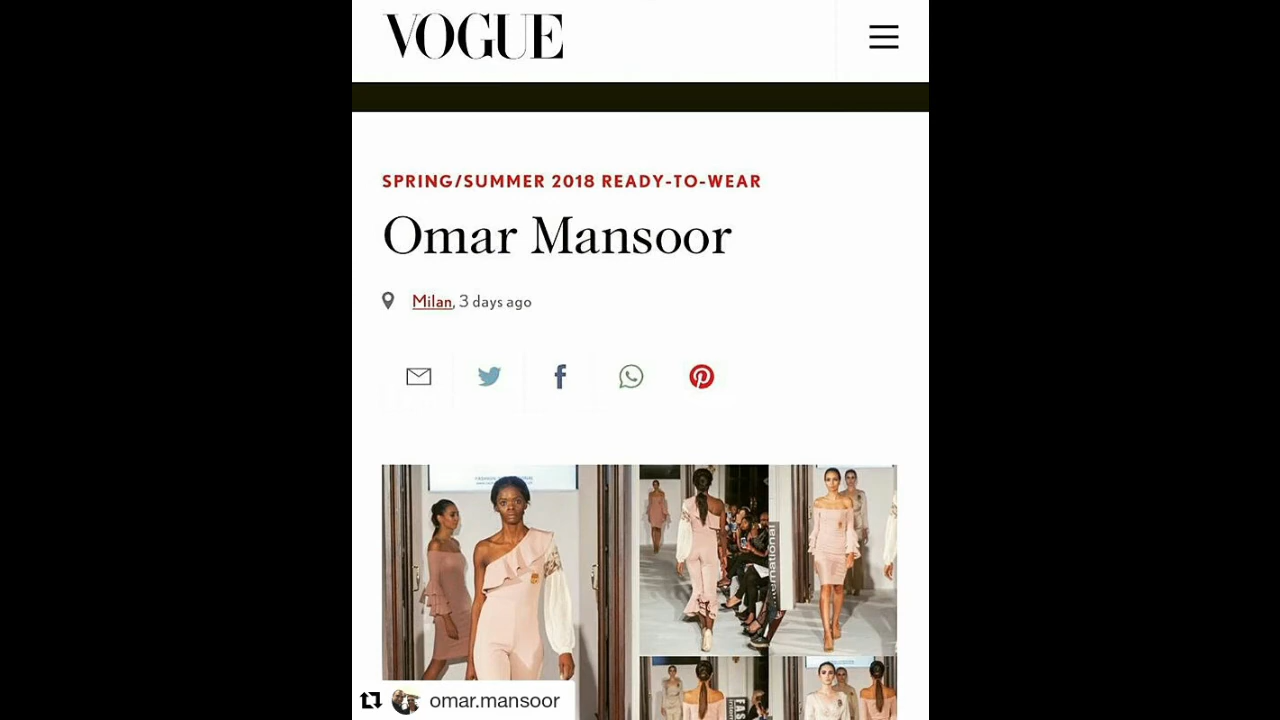 VOGUE
SPRING/SUMMER 2018 READY-TO-WEAR
Omar Mansoor
Milan, 3 days ago
omar.mansoor